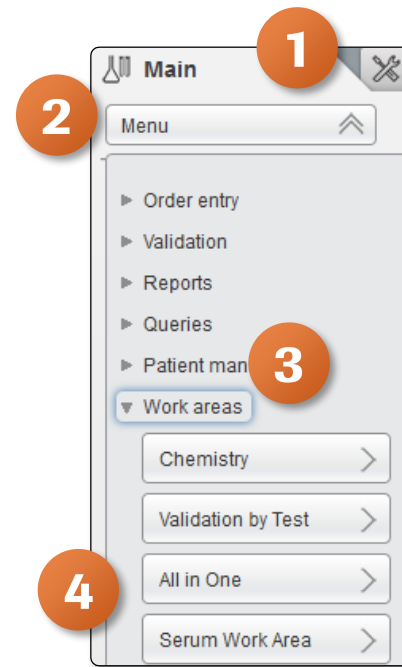 1
Main
2
Menu
Order entry
Validation
Reports
Queries
Patient man
3
Work areas
Chemistry
Validation by Test
All in One
4
Serum Work Area